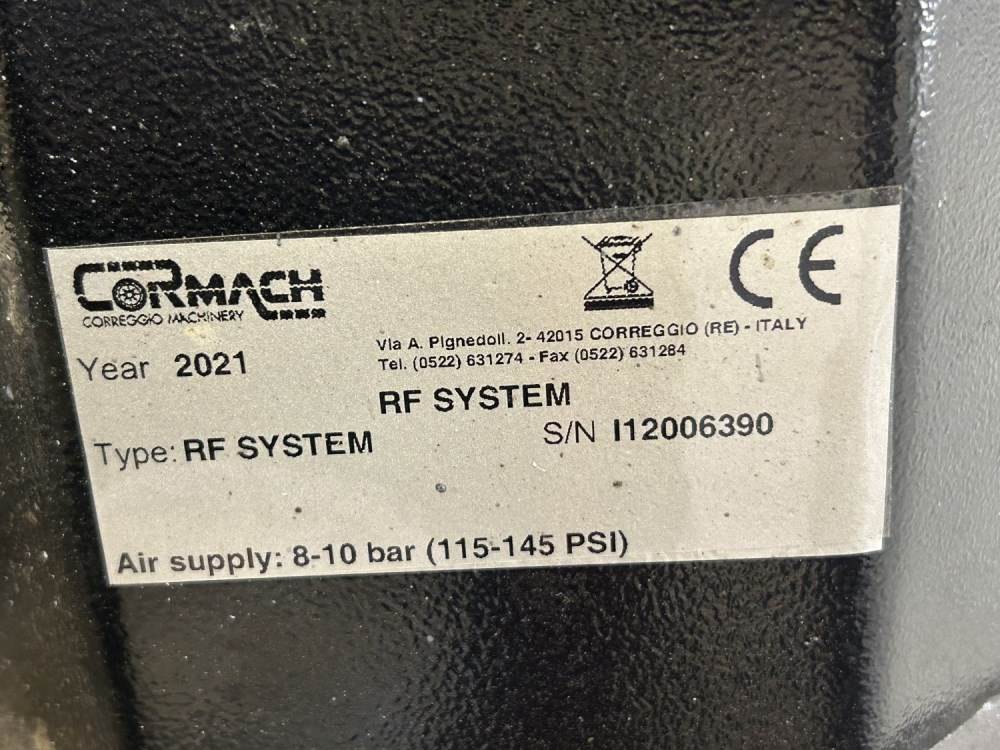 CORMACH
CORREGGIO MACHINERY
Via A. Pignedoli. 2- 42015 CORREGGIO (RE) - ITALY
Tel. (0522) 631274 - Fax (0522) 631284
Year 2021
RF SYSTEM
Type: RF SYSTEM
S/N I12006390
Air supply: 8-10 bar (115-145 PSI)
CE